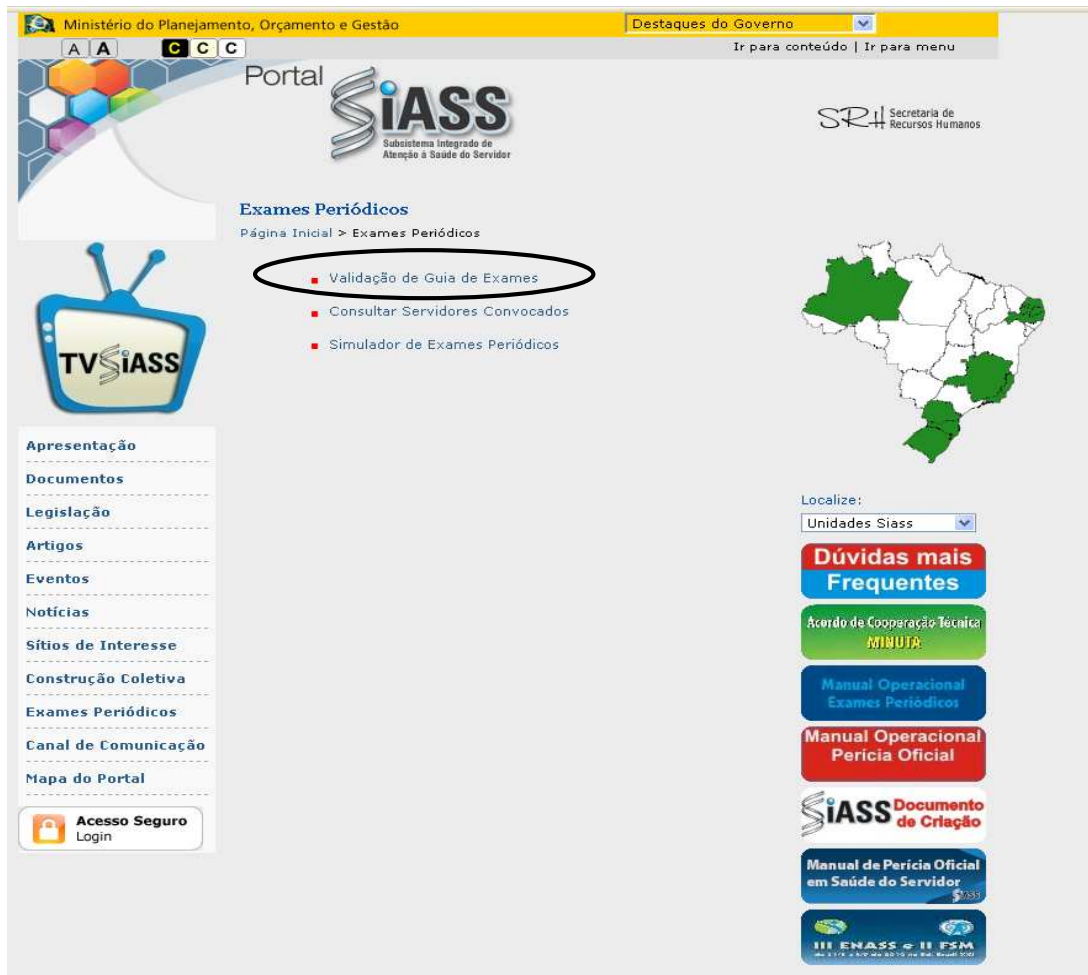 Ministério do Planejamento, Orçamento e Gestão
Destaques do Governo
A A C C C
Ir para conteúdo | Ir para menu
Portal
SiASS
Subsistema Integrado de
Atenção à Saúde do Servidor
SRH Secretaria de
Recursos Humanos
Exames Periódicos
Página Inicial > Exames Periódicos
Validação de Guia de Exames
Consultar Servidores Convocados
Simulador de Exames Periódicos
TVSiASS
Apresentação
Documentos
Legislação
Artigos
Eventos
Notícias
Sítios de Interesse
Construção Coletiva
Exames Periódicos
Canal de Comunicação
Mapa do Portal
Acesso Seguro
Login
Localize:
Unidades Siass
Dúvidas mais
Frequentes
Acordo de Cooperação Técnica
MINUTA
Manual Operacional
Exames Periódicos
Manual Operacional
Perícia Oficial
SiASS Documento
de Criação
Manual de Perícia Oficial
em Saúde do Servidor
SiASS
III ENASS e II FSM